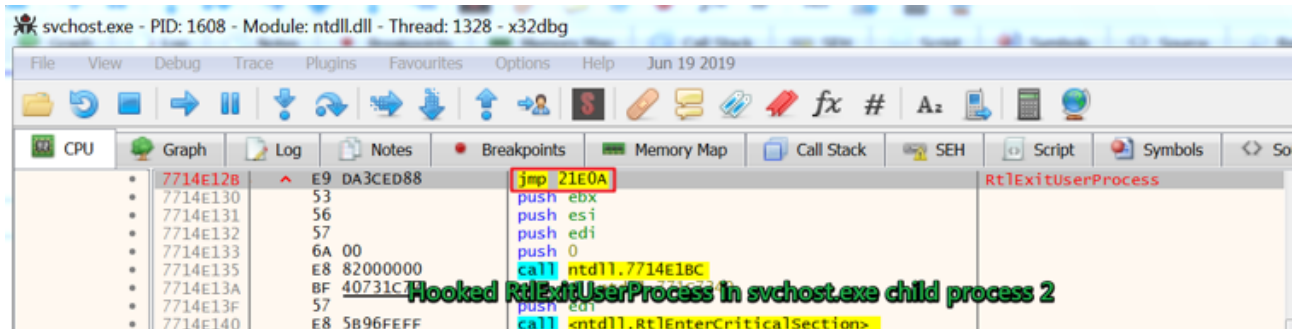 svchost.exe - PID: 1608 - Module: ntdll.dll - Thread: 1328 - x32dbg
File View Debug Trace Plugins Favourites Options Help Jun 19 2019
S fx # Az
CPU Graph Log Notes Breakpoints Memory Map Call Stack SEH Script Symbols <> So
7714E12B ^ E9 DA3CED88 jmp 21E0A RtlExitUserProcess
7714E130 53 push ebx
7714E131 56 push esi
7714E132 57 push edi
7714E133 6A 00 push 0
7714E135 E8 82000000 call ntdll.7714E1BC
7714E13A BF 40731C7
Hooked RtlExitUserProcess in svchost.exe child process 2
7714E13F 57 push edi
7714E140 E8 5B96FEFF call <ntdll.RtlEnterCriticalSection>